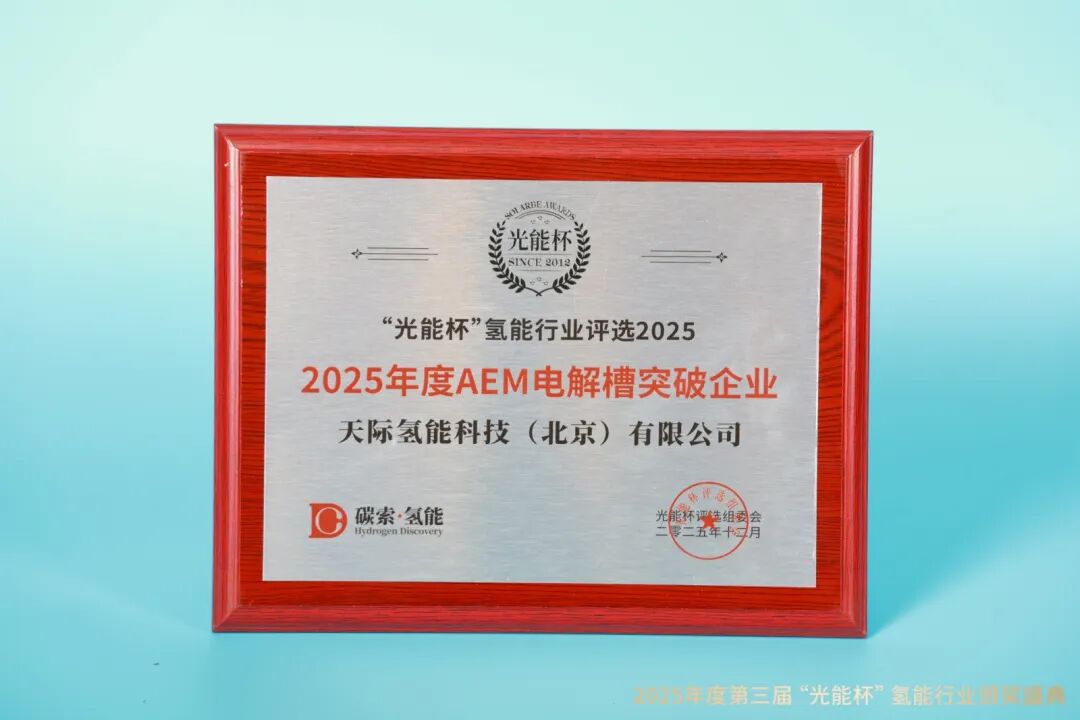 SOLARBE AWARDS
光能杯
SINCE 2012
“光能杯”氢能行业评选2025
2025年度AEM电解槽突破企业
天际氢能科技（北京）有限公司
碳索·氢能
Hydrogen Discovery
光能杯评选组委会
二零二五年十二月
2025年度第三届“光能杯”氢能行业颁奖盛典